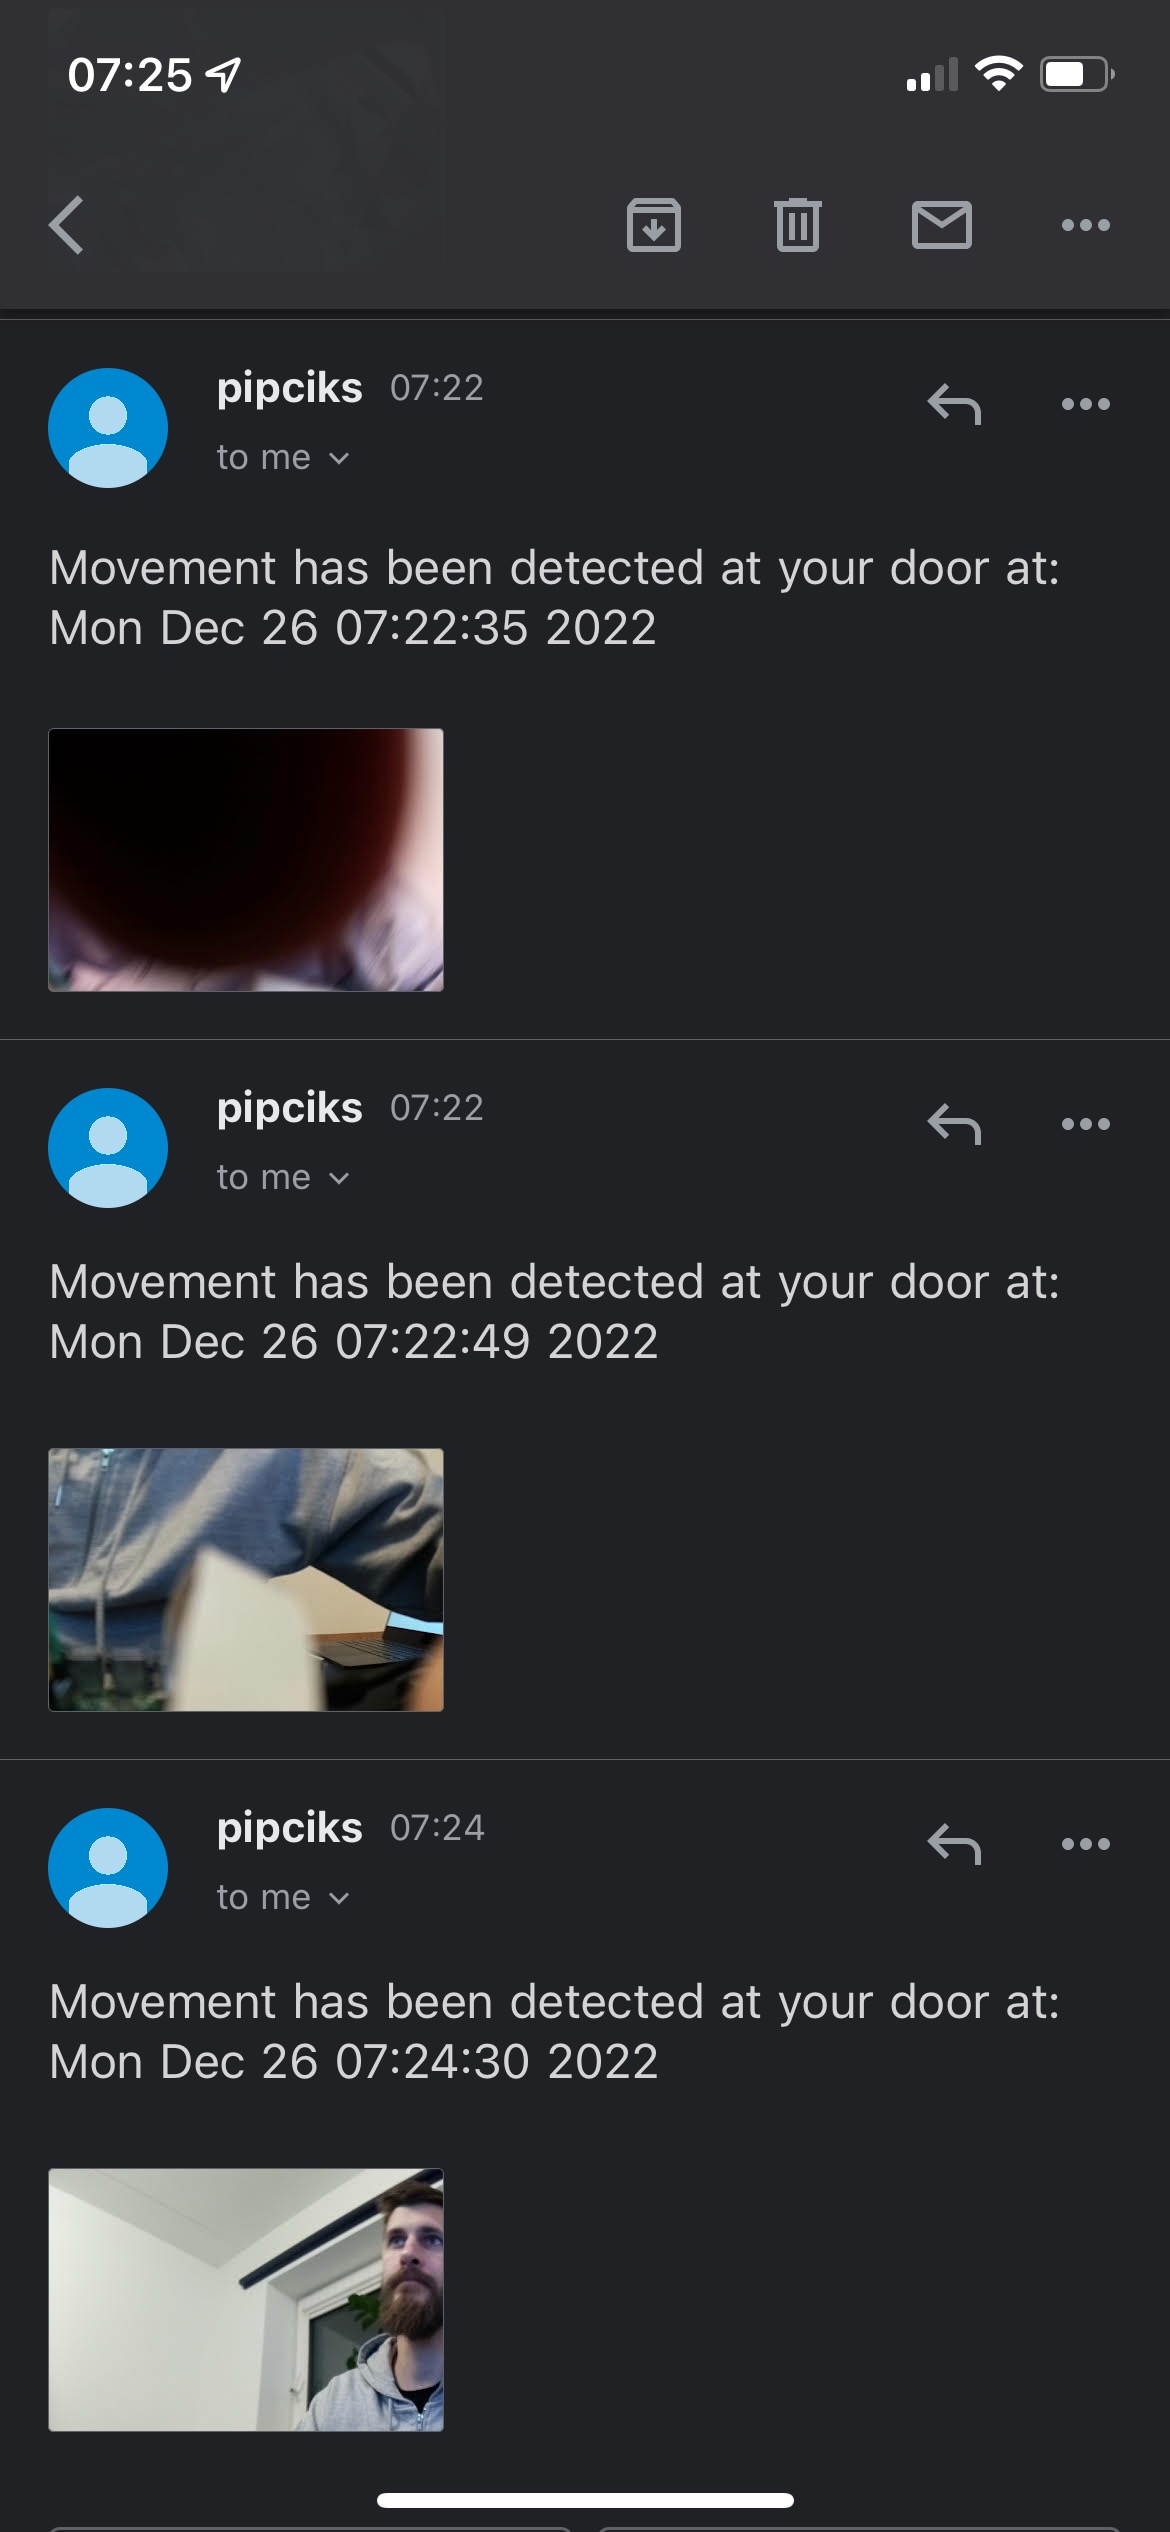 07:25
pipciks 07:22
to me
Movement has been detected at your door at:
Mon Dec 26 07:22:35 2022
pipciks 07:22
to me
Movement has been detected at your door at:
Mon Dec 26 07:22:49 2022
pipciks 07:24
to me
Movement has been detected at your door at:
Mon Dec 26 07:24:30 2022